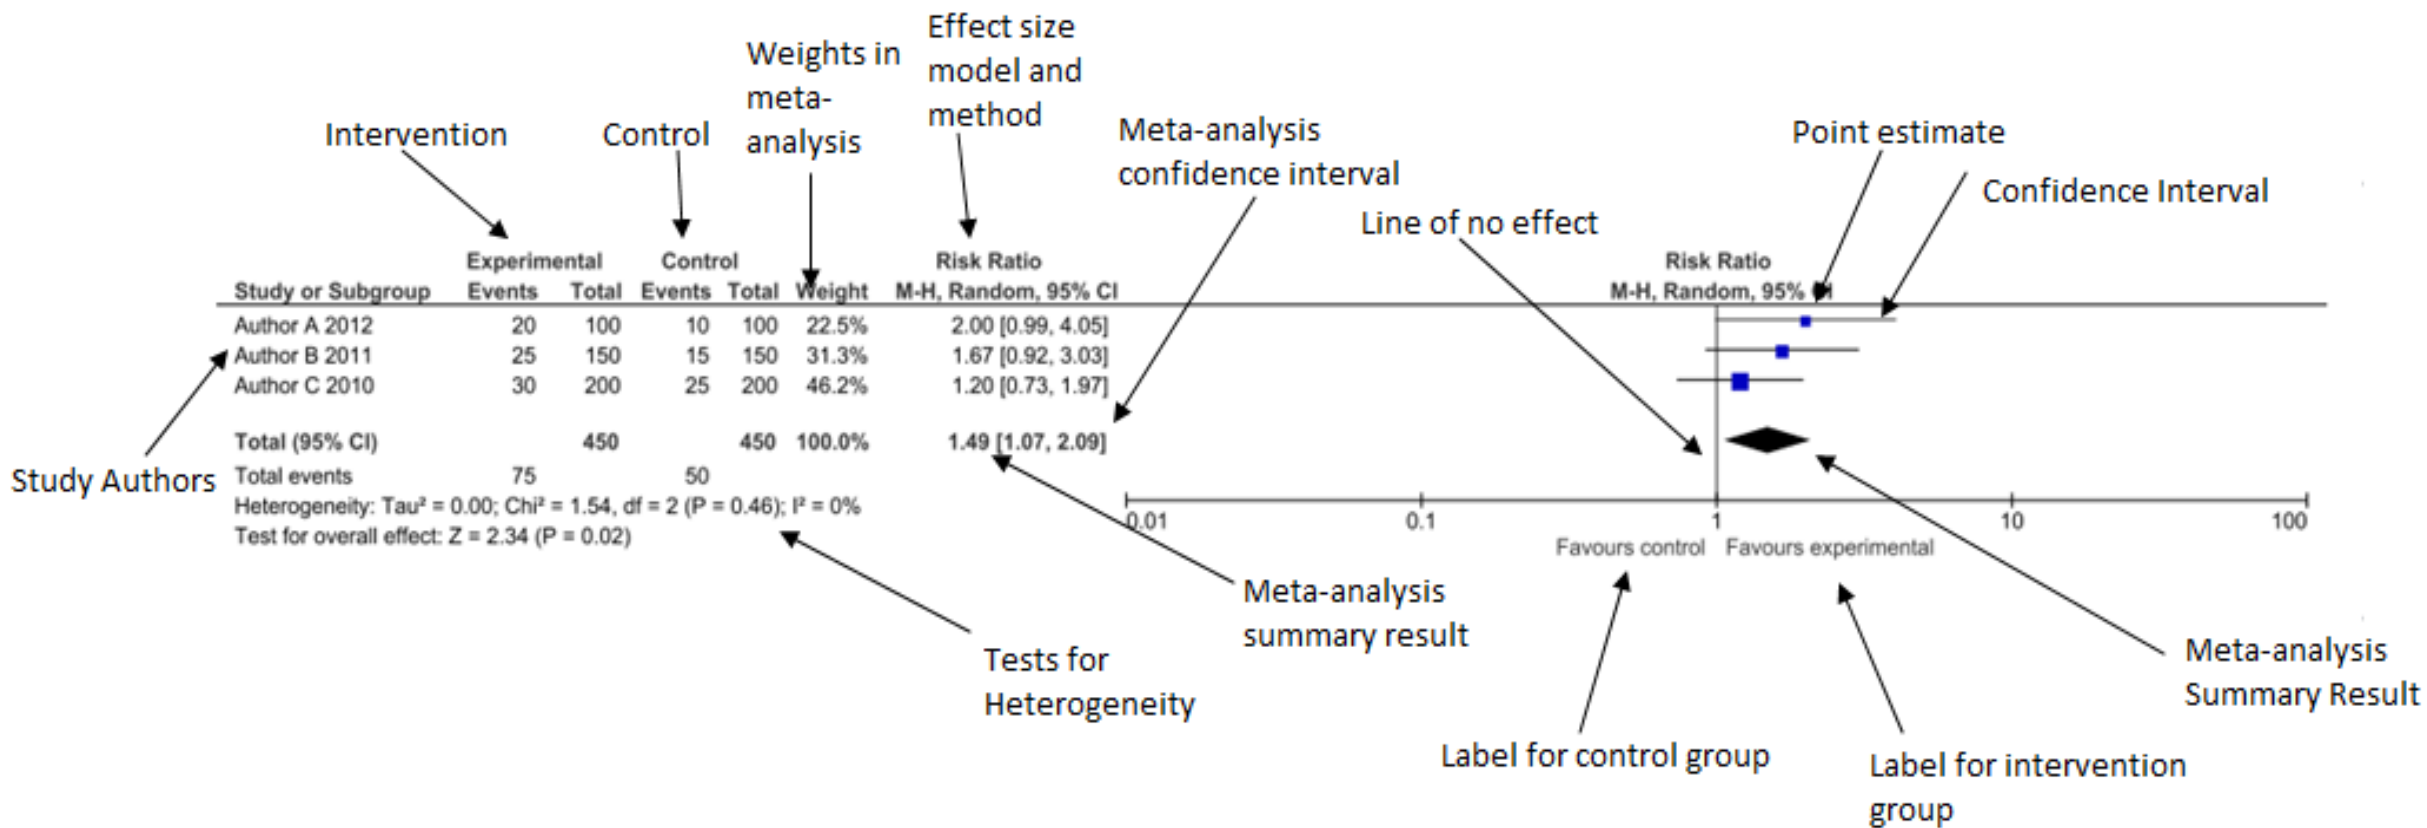 Effect size
model and
method
Weights in
meta-
analysis
Intervention
Control
Meta-analysis
confidence interval
Point estimate
Confidence Interval
Line of no effect
Experimental Control Risk Ratio Risk Ratio
Study or Subgroup Events Total Events Total Weight M-H, Random, 95% CI M-H, Random, 95% CI
Author A 2012 20 100 10 100 22.5% 2.00 [0.99, 4.05]
Author B 2011 25 150 15 150 31.3% 1.67 [0.92, 3.03]
Author C 2010 30 200 25 200 46.2% 1.20 [0.73, 1.97]
Total (95% CI) 450 450 100.0% 1.49 [1.07, 2.09]
Study Authors
Total events 75 50
Heterogeneity: Tau² = 0.00; Chi² = 1.54, df = 2 (P = 0.46); I² = 0%
Test for overall effect: Z = 2.34 (P = 0.02)
0.01 0.1 1 10 100
Favours control Favours experimental
Meta-analysis
summary result
Tests for
Heterogeneity
Meta-analysis
Summary Result
Label for control group
Label for intervention
group